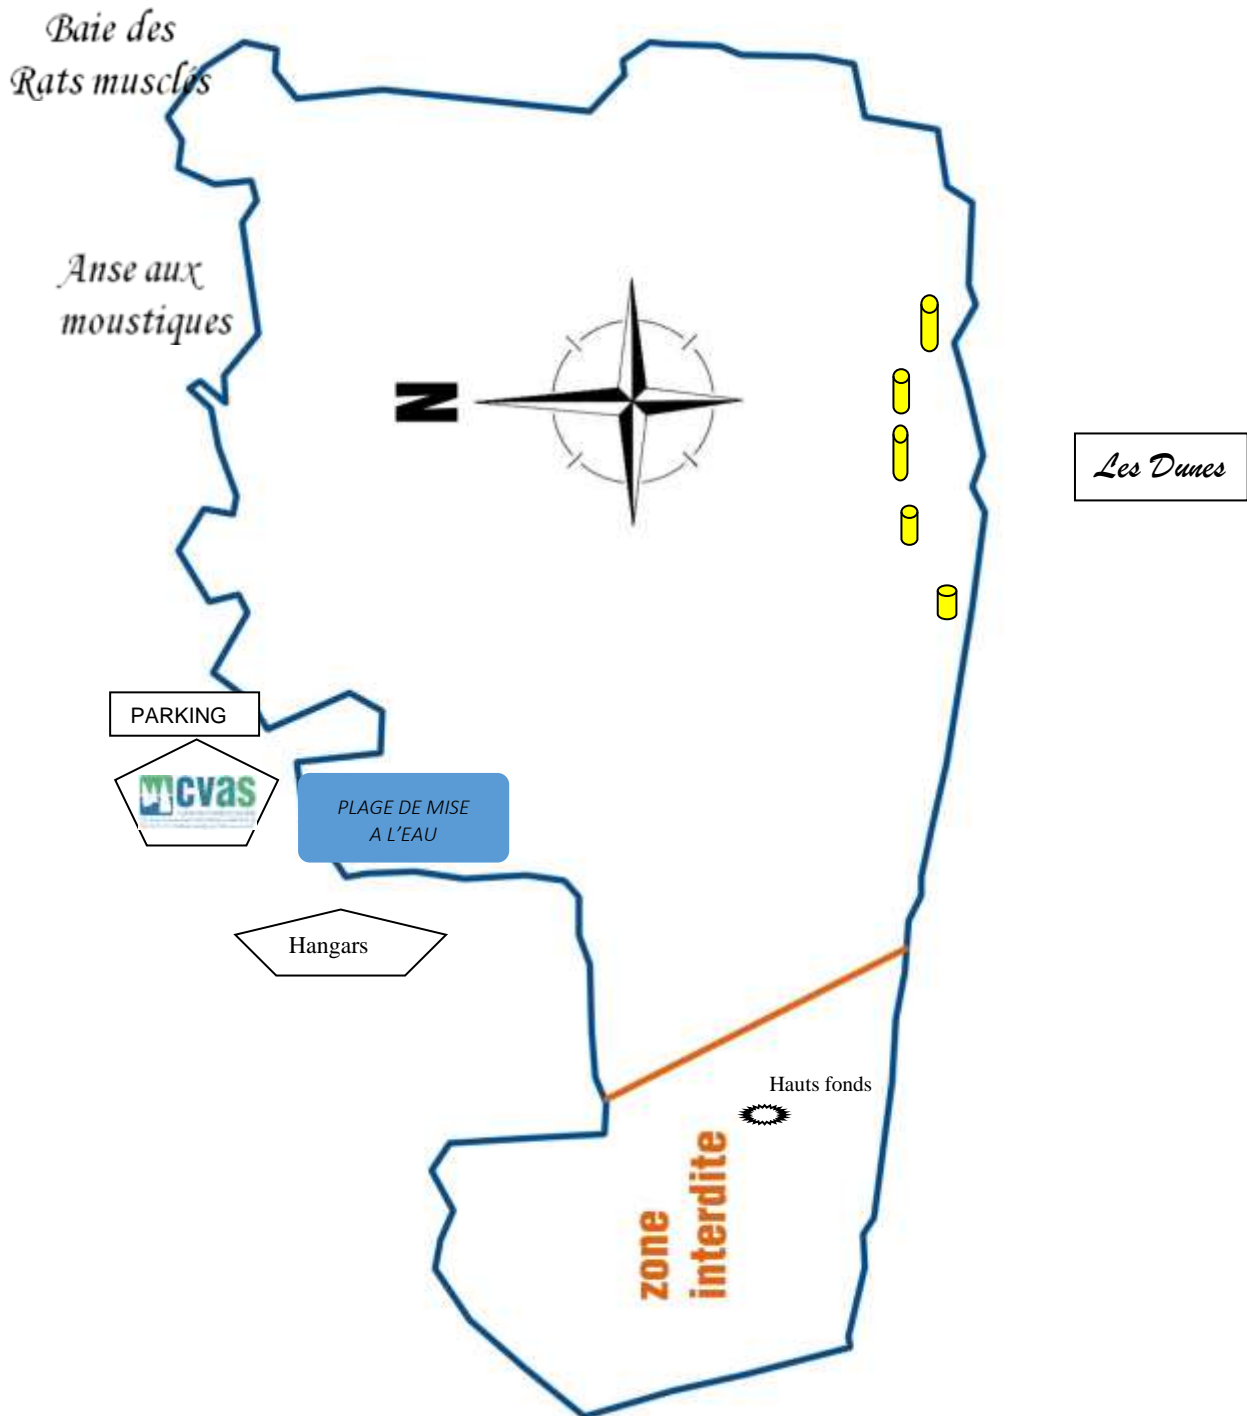 Baie des
Rats musclés
Anse aux
moustiques
N
Les Dunes
PARKING
cvas
PLAGE DE MISE
A L'EAU
Hangars
Hauts fonds
zone
interdite